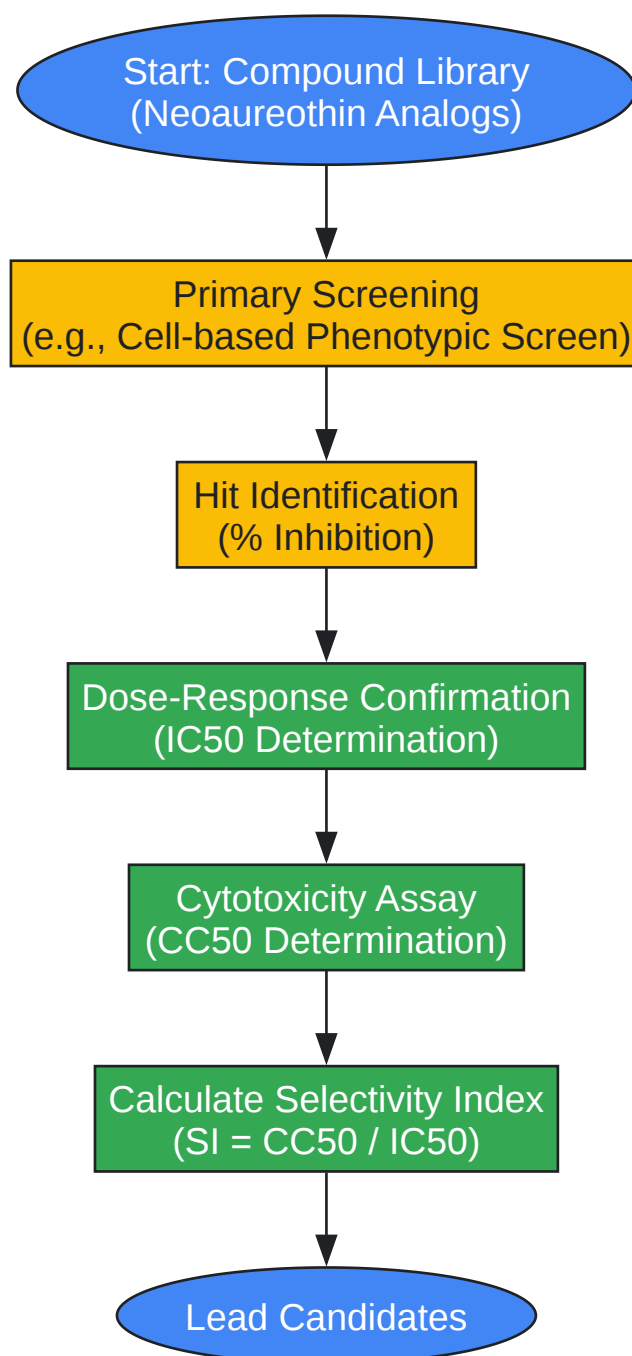 Start: Compound Library
(Neoaureothin Analogs)
Primary Screening
(e.g., Cell-based Phenotypic Screen)
Hit Identification
(% Inhibition)
Dose-Response Confirmation
(IC50 Determination)
Cytotoxicity Assay
(CC50 Determination)
Calculate Selectivity Index
(SI = CC50 / IC50)
Lead Candidates